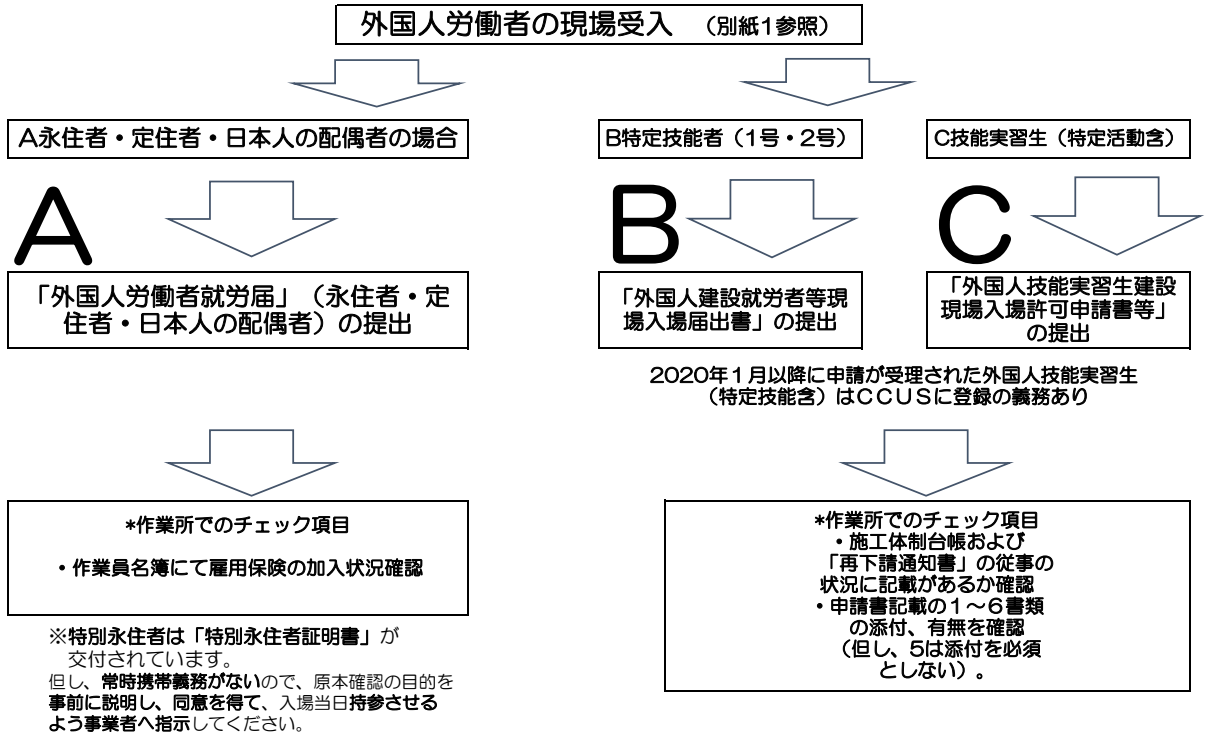 外国人労働者の現場受入 （別紙１参照）
A永住者・定住者・日本人の配偶者の場合
B特定技能者（１号・２号）
C技能実習生（特定活動含）
A
B
C
「外国人労働者就労届」（永住者・定
住者・日本人の配偶者）の提出
「外国人建設就労者等現
場入場届出書」の提出
「外国人技能実習生建設
現場入場許可申請書等」
の提出
２０２０年１月以降に申請が受理された外国人技能実習生
（特定技能含）はＣＣＵＳに登録の義務あり
*作業所でのチェック項目
・作業員名簿にて雇用保険の加入状況確認
※特別永住者は「特別永住者証明書」が
交付されています。
但し、常時携帯義務がないので、原本確認の目的を
事前に説明し、同意を得て、入場当日持参させる
よう事業者へ指示してください。
*作業所でのチェック項目
・施工体制台帳および
「再下請通知書」の従事の
状況に記載があるか確認
・申請書記載の１～６書類
の添付、有無を確認
（但し、５は添付を必須
としない）。